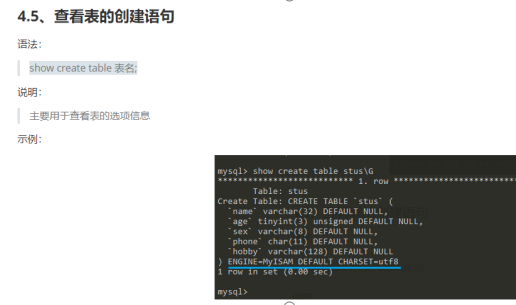 4.5、查看表的创建语句
语法：
show create table 表名;
说明：
主要用于查看表的选项信息
示例：
mysql> show create table stus\G
*************************** 1. row ***************************
Table: stus
Create Table: CREATE TABLE `stus` (
`name` varchar(32) DEFAULT NULL,
`age` tinyint(3) unsigned DEFAULT NULL,
`sex` varchar(8) DEFAULT NULL,
`phone` char(11) DEFAULT NULL,
`hobby` varchar(128) DEFAULT NULL
) ENGINE=MyISAM DEFAULT CHARSET=utf8
1 row in set (0.00 sec)
mysql>